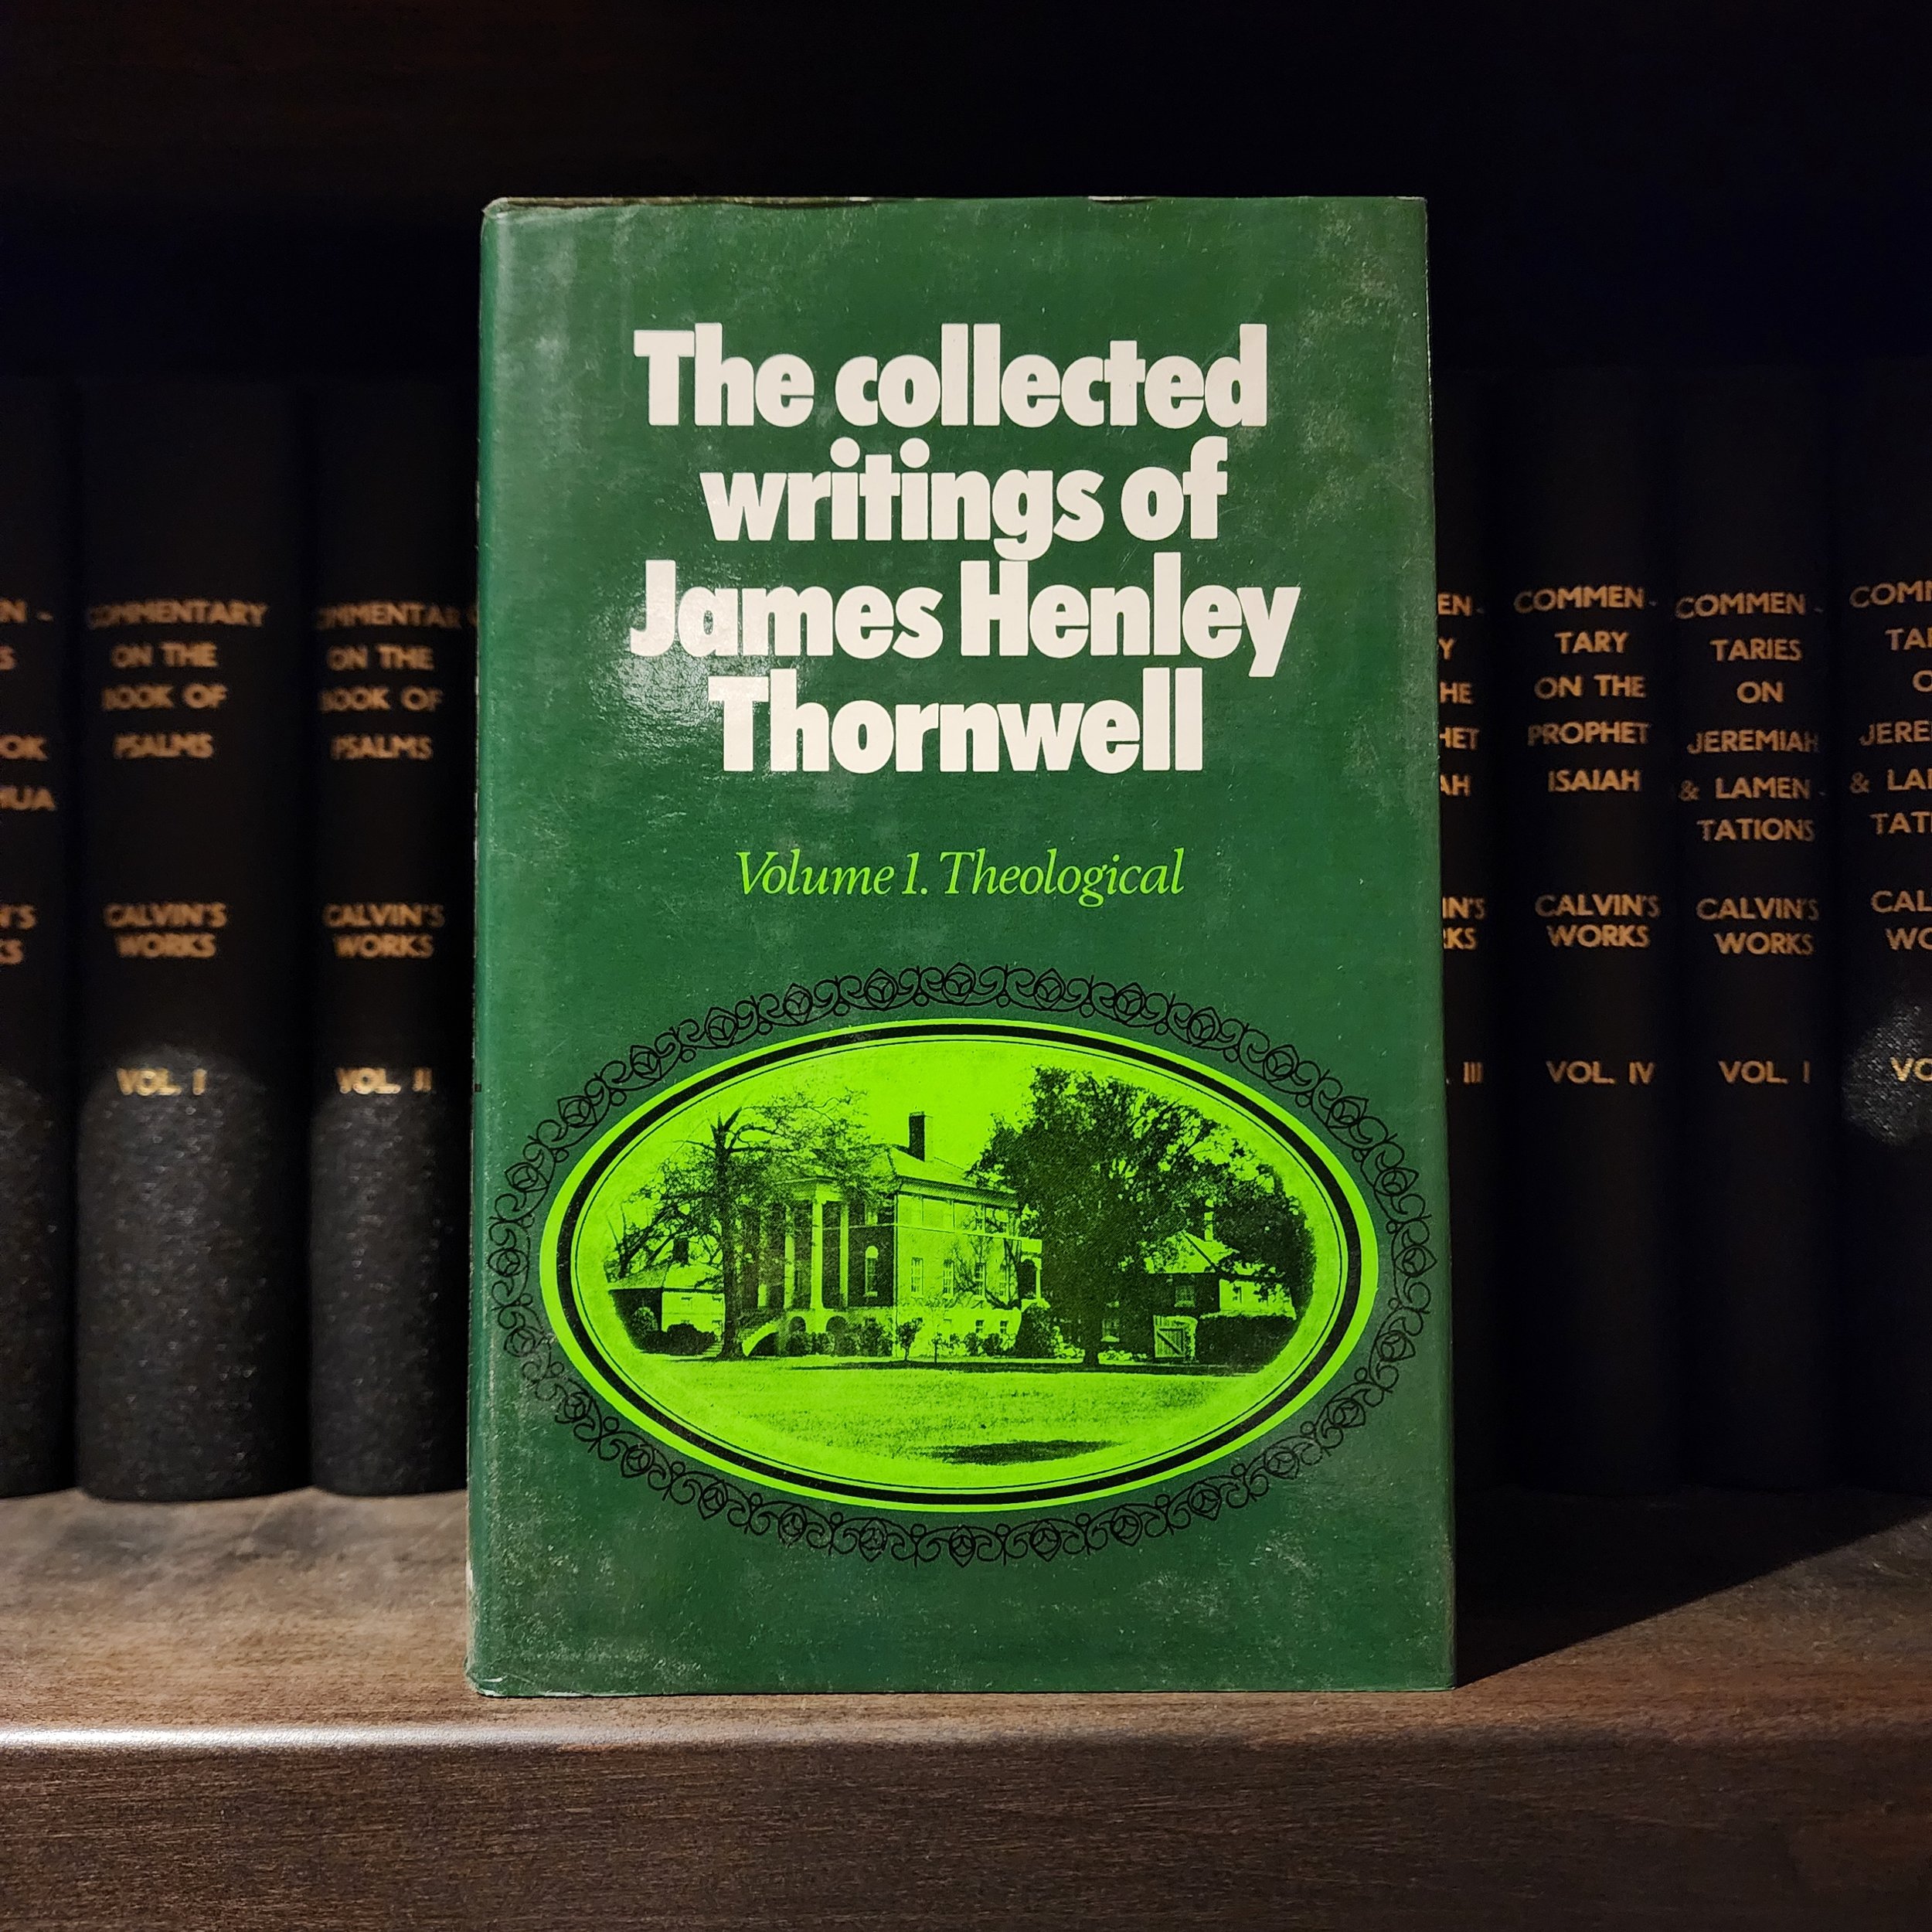 The collected
writings of
James Henley
Thornwell
Volume 1. Theological
COMMENTARY
ON THE
BOOK OF
PSALMS
CALVIN'S
WORKS
VOL. I
ON THE
BOOK OF
PSALMS
CALVIN'S
WORKS
VOL. II
III
COMMEN-
TARY
ON THE
PROPHET
ISAIAH
CALVIN'S
WORKS
VOL. IV
COMMEN-
TARIES
ON
JEREMIAH
& LAMEN-
TATIONS
CALVIN'S
WORKS
VOL. I